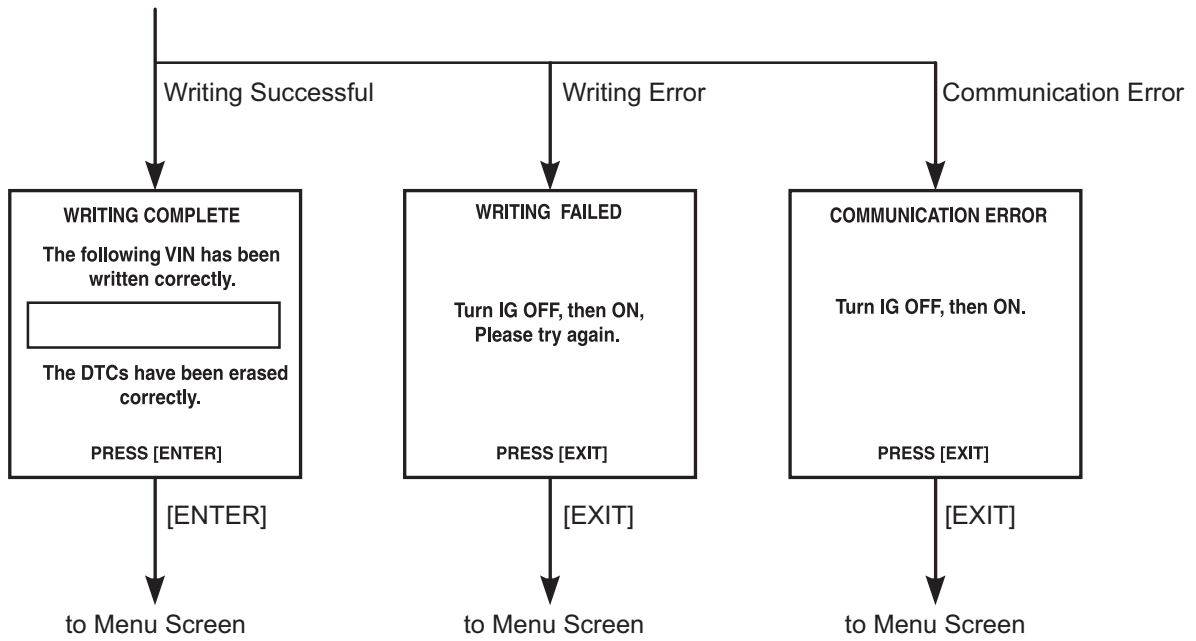 Writing Successful
Writing Error
Communication Error
WRITING COMPLETE
The following VIN has been
written correctly.
The DTCs have been erased
correctly.
PRESS [ENTER]
WRITING FAILED
Turn IG OFF, then ON,
Please try again.
PRESS [EXIT]
COMMUNICATION ERROR
Turn IG OFF, then ON.
PRESS [EXIT]
[ENTER]
[EXIT]
[EXIT]
to Menu Screen
to Menu Screen
to Menu Screen